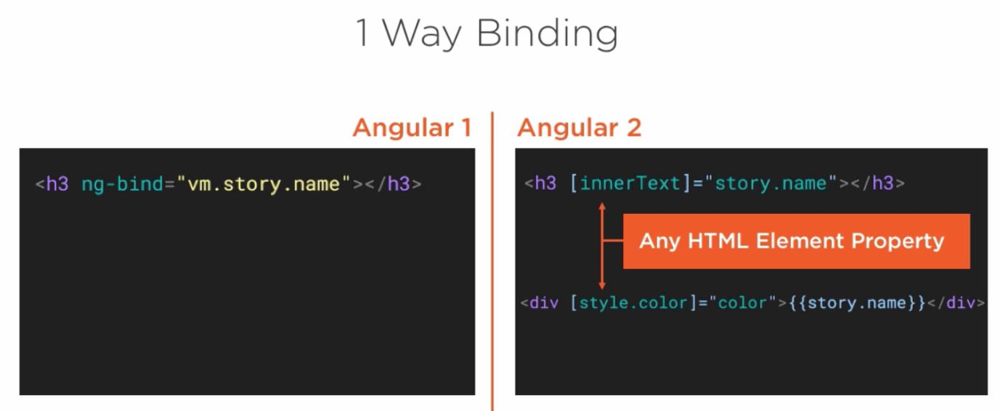 1 Way Binding
Angular 1
<h3 ng-bind="vm.story.name"></h3>
Angular 2
<h3 [innerText]="story.name"></h3>
Any HTML Element Property
<div [style.color]="color">{{story.name}}</div>